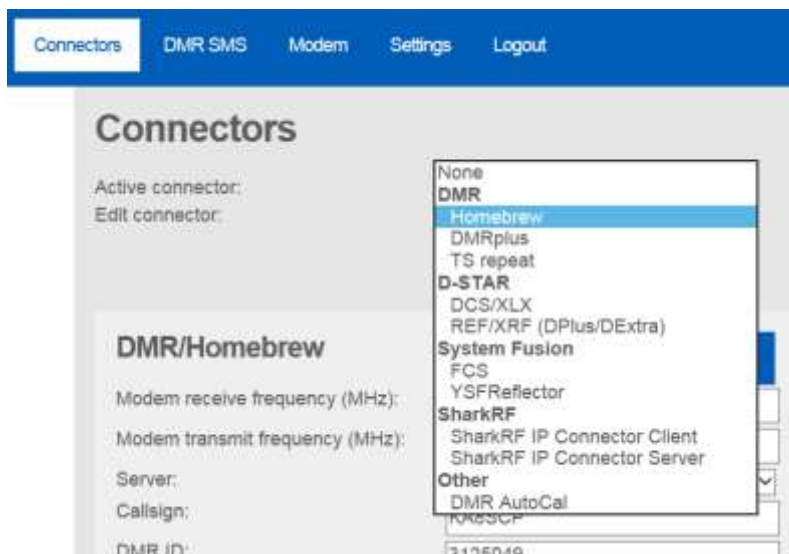 Connectors DMR SMS Modem Settings Logout
Connectors
Active connector:
Edit connector:
None
DMR
Homebrew
DMRplus
TS repeat
D-STAR
DCS/XLX
REF/XRF (DPlus/DExtra)
System Fusion
FCS
YSFReflector
SharkRF
SharkRF IP Connector Client
SharkRF IP Connector Server
Other
DMR AutoCal
DMR/Homebrew
Modem receive frequency (MHz):
Modem transmit frequency (MHz):
Server:
Callsign:
DMR ID: 3125049